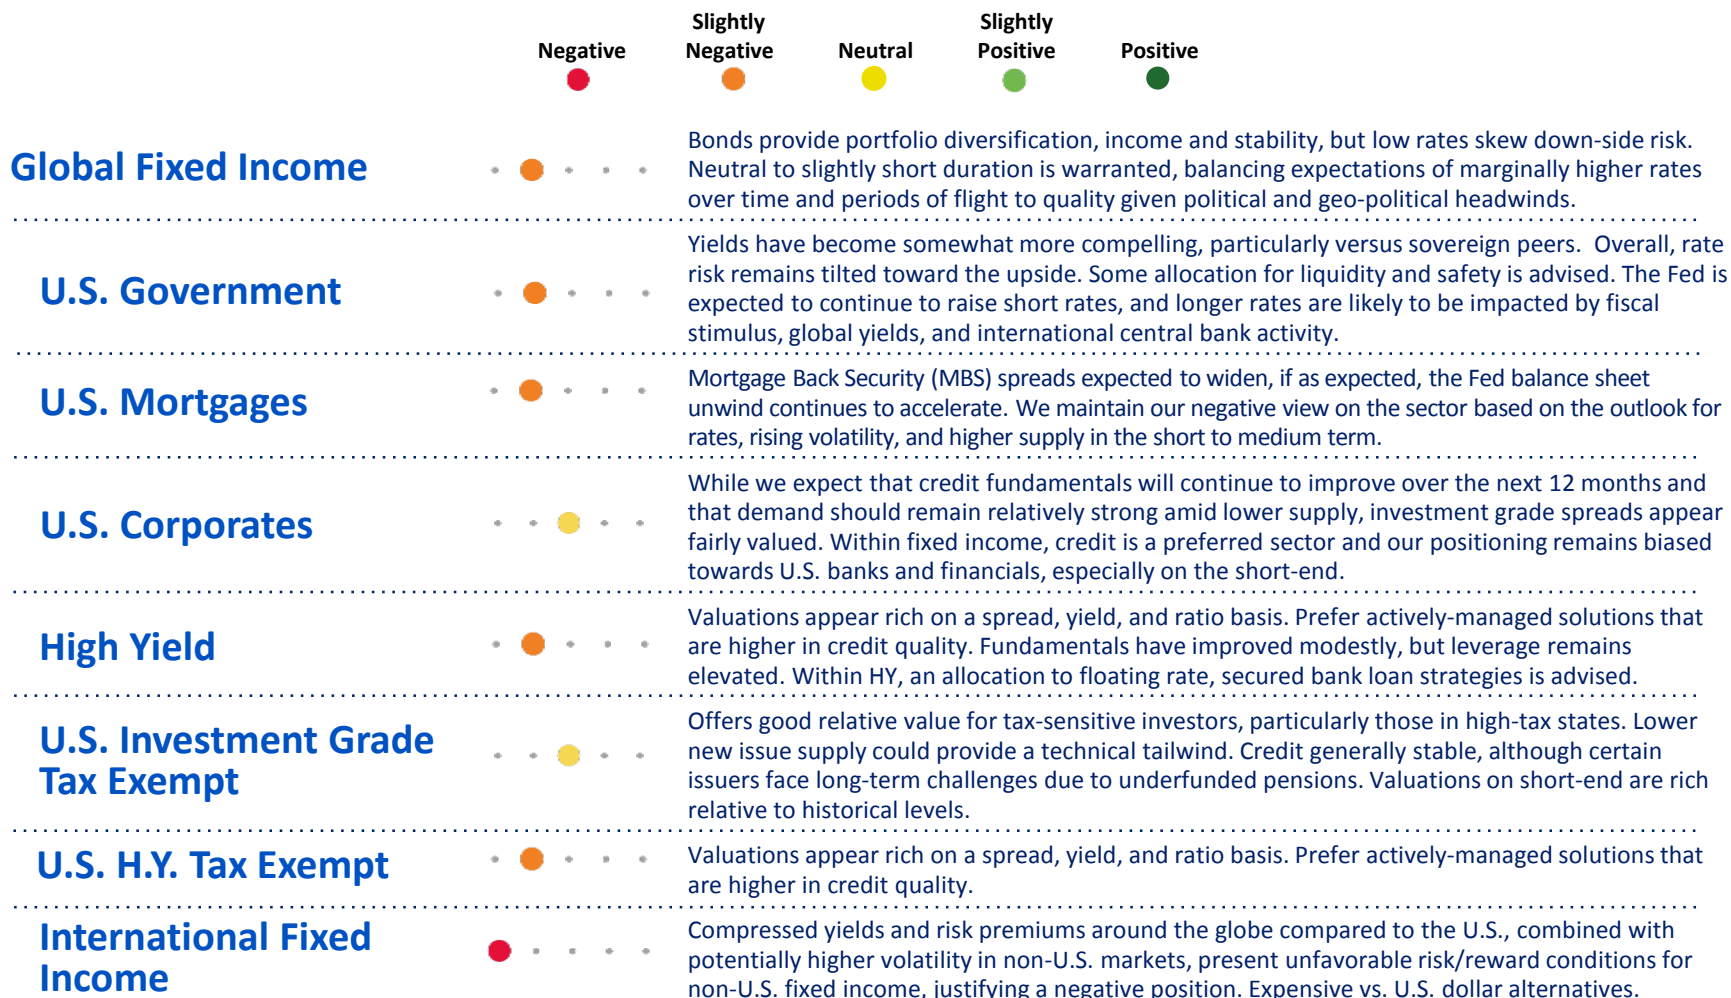 Slightly Slightly
Negative Negative Neutral Positive Positive
Global Fixed Income
Bonds provide portfolio diversification, income and stability, but low rates skew down-side risk.
Neutral to slightly short duration is warranted, balancing expectations of marginally higher rates
over time and periods of flight to quality given political and geo-political headwinds.
U.S. Government
Yields have become somewhat more compelling, particularly versus sovereign peers.  Overall, rate
risk remains tilted toward the upside. Some allocation for liquidity and safety is advised. The Fed is
expected to continue to raise short rates, and longer rates are likely to be impacted by fiscal
stimulus, global yields, and international central bank activity.
U.S. Mortgages
Mortgage Back Security (MBS) spreads expected to widen, if as expected, the Fed balance sheet
unwind continues to accelerate. We maintain our negative view on the sector based on the outlook for
rates, rising volatility, and higher supply in the short to medium term.
U.S. Corporates
While we expect that credit fundamentals will continue to improve over the next 12 months and
that demand should remain relatively strong amid lower supply, investment grade spreads appear
fairly valued. Within fixed income, credit is a preferred sector and our positioning remains biased
towards U.S. banks and financials, especially on the short-end.
High Yield
Valuations appear rich on a spread, yield, and ratio basis. Prefer actively-managed solutions that
are higher in credit quality. Fundamentals have improved modestly, but leverage remains
elevated. Within HY, an allocation to floating rate, secured bank loan strategies is advised.
U.S. Investment Grade
Tax Exempt
Offers good relative value for tax-sensitive investors, particularly those in high-tax states. Lower
new issue supply could provide a technical tailwind. Credit generally stable, although certain
issuers face long-term challenges due to underfunded pensions. Valuations on short-end are rich
relative to historical levels.
U.S. H.Y. Tax Exempt
Valuations appear rich on a spread, yield, and ratio basis. Prefer actively-managed solutions that
are higher in credit quality.
International Fixed
Income
Compressed yields and risk premiums around the globe compared to the U.S., combined with
potentially higher volatility in non-U.S. markets, present unfavorable risk/reward conditions for
non-U.S. fixed income, justifying a negative position. Expensive vs. U.S. dollar alternatives.